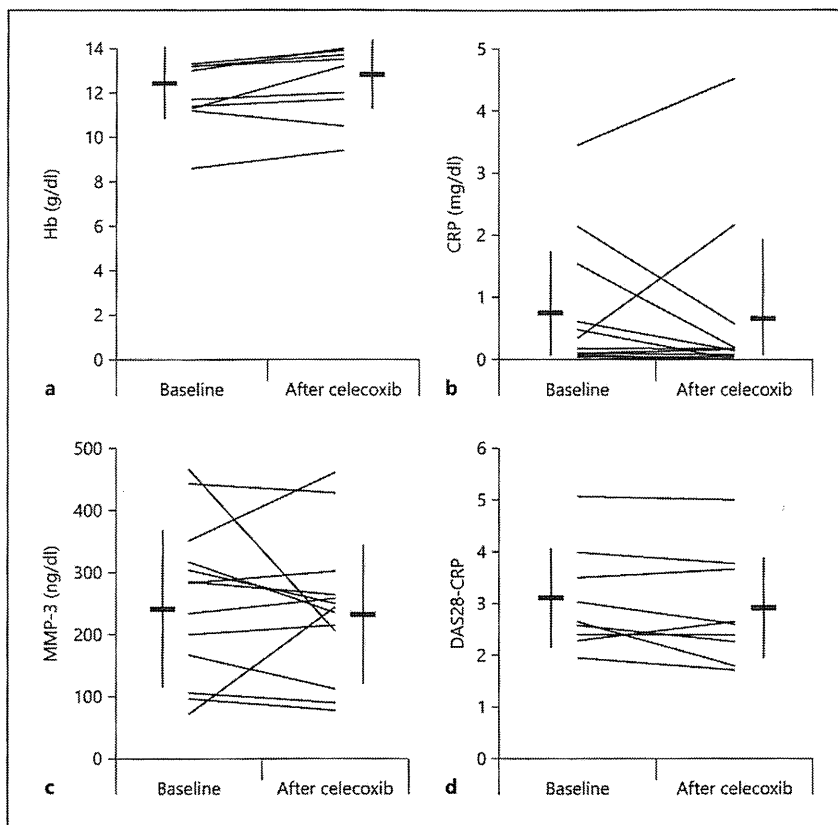 Hb (g/dl)
14
12
10
8
6
4
2
0
a
Baseline
After celecoxib
CRP (mg/dl)
5
4
3
2
1
0
b
Baseline
After celecoxib
MMP-3 (ng/dl)
500
400
300
200
100
0
c
Baseline
After celecoxib
DAS28-CRP
6
5
4
3
2
1
0
d
Baseline
After celecoxib